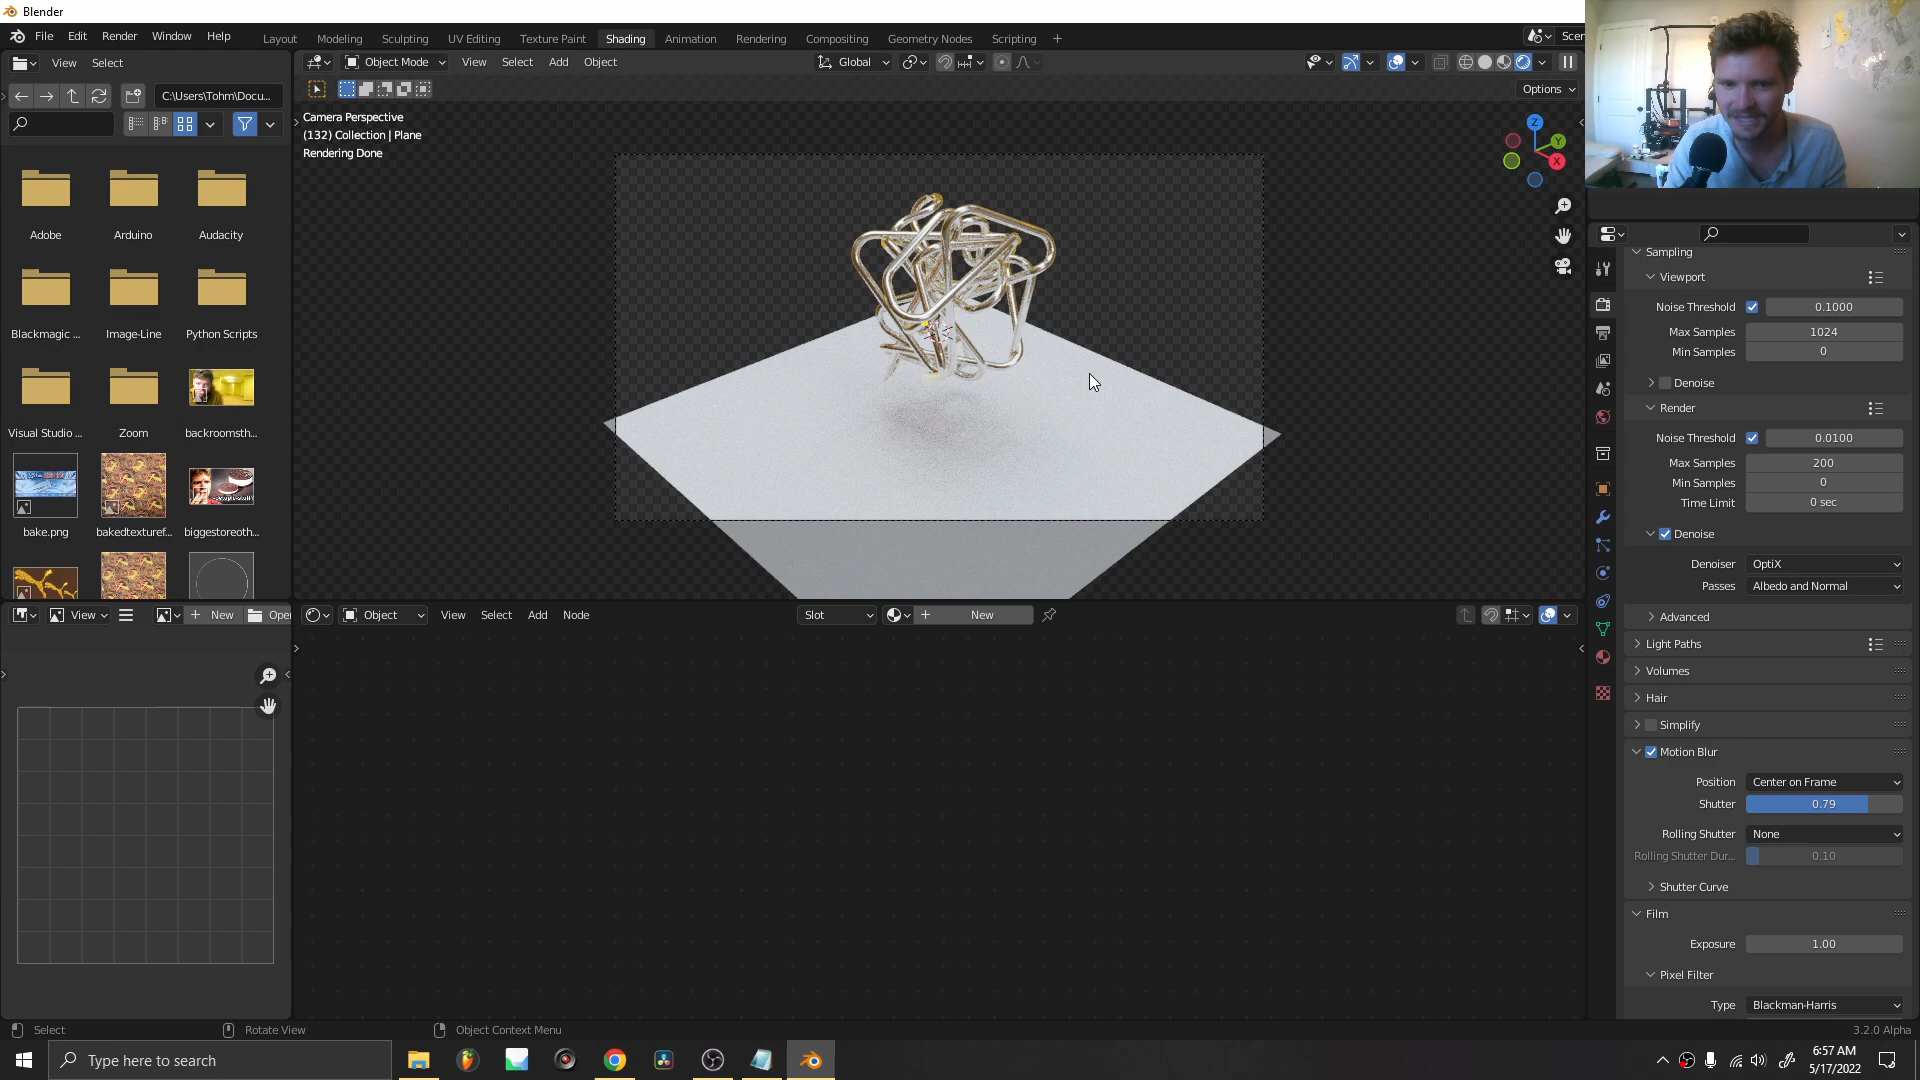 Blender
File Edit Render Window Help
Layout Modeling Sculpting UV Editing Texture Paint Shading Animation Rendering Compositing Geometry Nodes Scripting +
Scer
View Select
Object Mode View Select Add Object
Global
C:\Users\Tohm\Docu...
Options
Camera Perspective
(132) Collection | Plane
Rendering Done
Z
Y
X
Adobe
Arduino
Audacity
Blackmagic ...
Image-Line
Python Scripts
Visual Studio ...
Zoom
backroomsth...
bake.png
bakedtexturef...
biggestoreoth...
View
New
Oper
Object View Select Add Node
Slot
New
Sampling
Viewport
Noise Threshold 0.1000
Max Samples 1024
Min Samples 0
Denoise
Render
Noise Threshold 0.0100
Max Samples 200
Min Samples 0
Time Limit 0 sec
Denoise
Denoiser OptiX
Passes Albedo and Normal
Advanced
Light Paths
Volumes
Hair
Simplify
Motion Blur
Position Center on Frame
Shutter 0.79
Rolling Shutter None
Rolling Shutter Dur... 0.10
Shutter Curve
Film
Exposure 1.00
Pixel Filter
Type Blackman-Harris
Select
Rotate View
Object Context Menu
3.2.0 Alpha
Type here to search
6:57 AM
5/17/2022